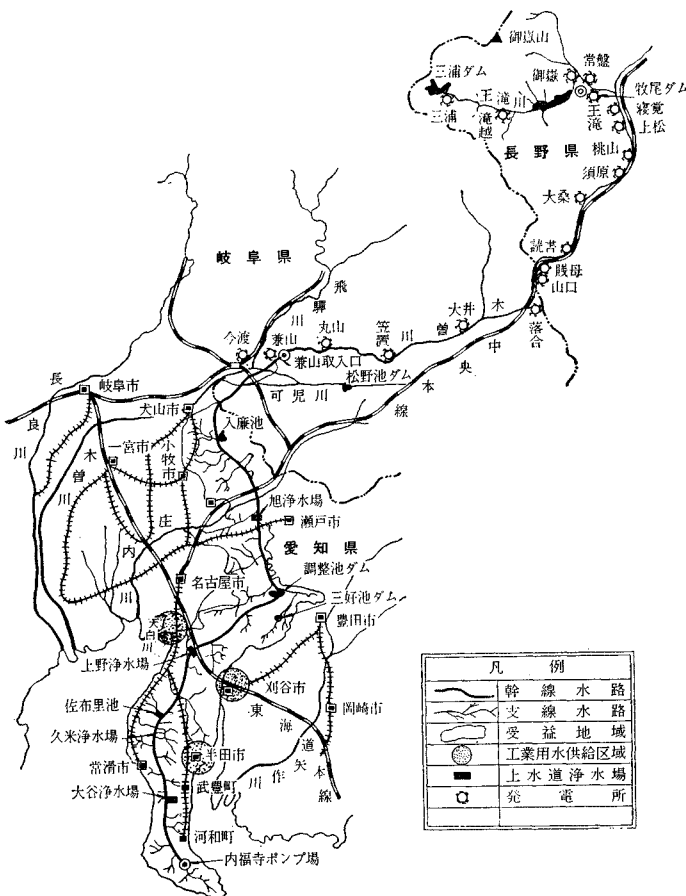 御嶽山
三浦ダム
御嶽
常盤
牧尾ダム
王滝川
三浦
滝越
王滝
寝覚
上松
長野県
桃山
須原
大桑
読書
賎母
山口
落合
岐阜県
飛騨川
今渡
兼山
丸山
笠置
大井
木曽川
兼山取入口
中央本線
松野池ダム
可児川
長良川
岐阜市
犬山市
入鹿池
一宮市
小牧市
木曽川
旭浄水場
瀬戸市
庄内川
愛知県
調整池ダム
名古屋市
三好池ダム
豊田市
天白川
上野浄水場
刈谷市
佐布里池
東海道本線
岡崎市
久米浄水場
半田市
矢作川
常滑市
武豊町
大谷浄水場
河和町
内福寺ポンプ場
凡例
幹線水路
支線水路
受益地域
工業用水供給区域
上水道浄水場
発電所